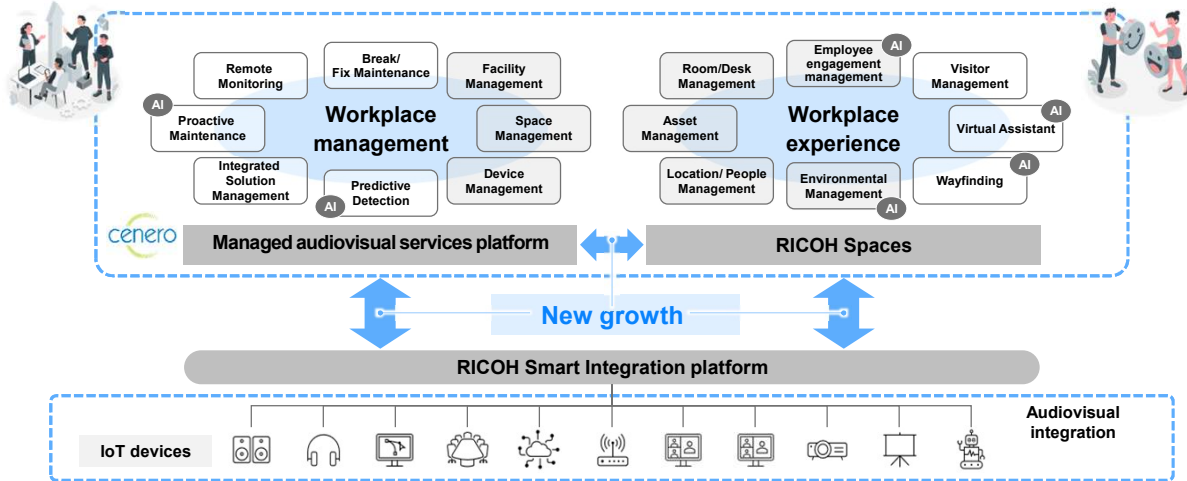 Remote
Monitoring
Break/
Fix Maintenance
Facility
Management
AI
Proactive
Maintenance
Workplace
management
Space
Management
Integrated
Solution
Management
AI
Predictive
Detection
Device
Management
Room/Desk
Management
Employee
engagement
management
AI
Visitor
Management
Asset
Management
Workplace
experience
AI
Virtual Assistant
Location/ People
Management
Environmental
Management
AI
Wayfinding
AI
cenero
Managed audiovisual services platform
RICOH Spaces
New growth
RICOH Smart Integration platform
IoT devices
Audiovisual
integration